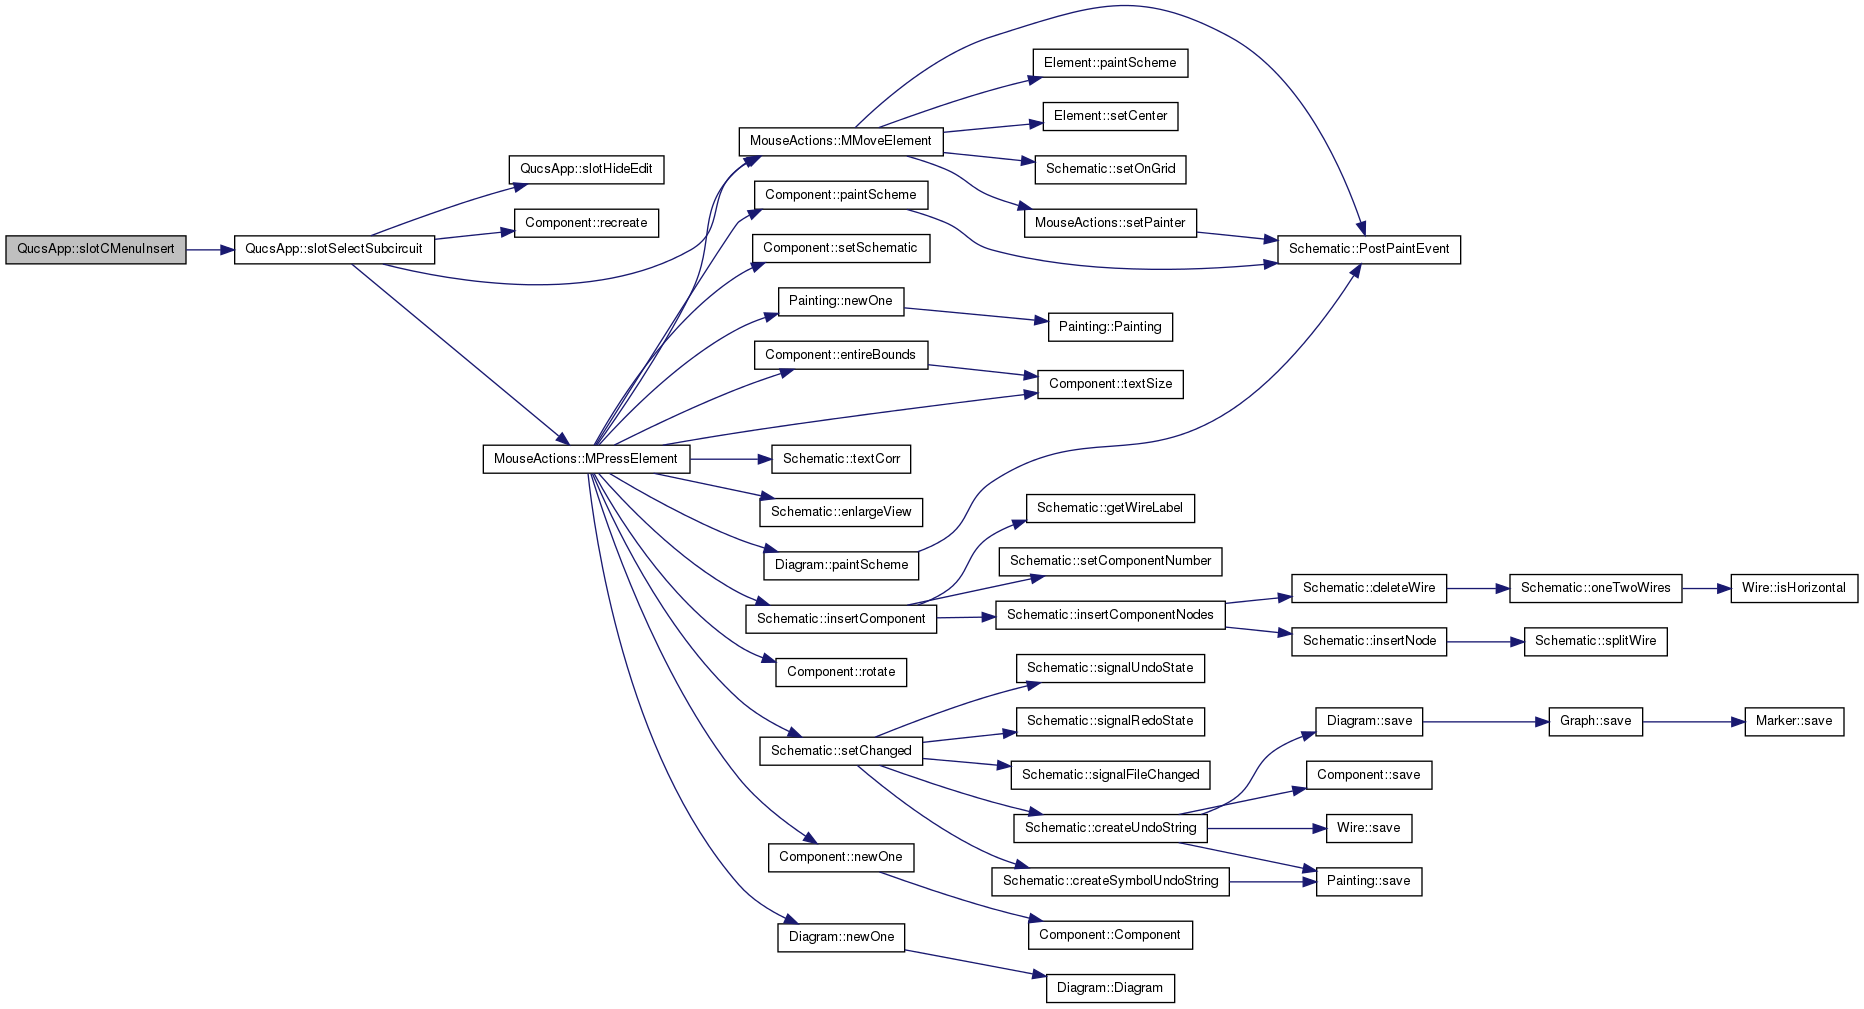 QucsApp::slotCMenuInsert
QucsApp::slotSelectSubcircuit
QucsApp::slotHideEdit
Component::recreate
MouseActions::MPressElement
MouseActions::MMoveElement
Component::paintScheme
Component::setSchematic
Painting::newOne
Component::entireBounds
Schematic::textCorr
Schematic::enlargeView
Diagram::paintScheme
Schematic::insertComponent
Component::rotate
Schematic::setChanged
Component::newOne
Diagram::newOne
Element::paintScheme
Element::setCenter
Schematic::setOnGrid
MouseActions::setPainter
Painting::Painting
Component::textSize
Schematic::getWireLabel
Schematic::setComponentNumber
Schematic::insertComponentNodes
Schematic::signalUndoState
Schematic::signalRedoState
Schematic::signalFileChanged
Schematic::createUndoString
Schematic::createSymbolUndoString
Component::Component
Diagram::Diagram
Schematic::PostPaintEvent
Schematic::deleteWire
Schematic::insertNode
Diagram::save
Component::save
Wire::save
Painting::save
Schematic::oneTwoWires
Schematic::splitWire
Graph::save
Wire::isHorizontal
Marker::save